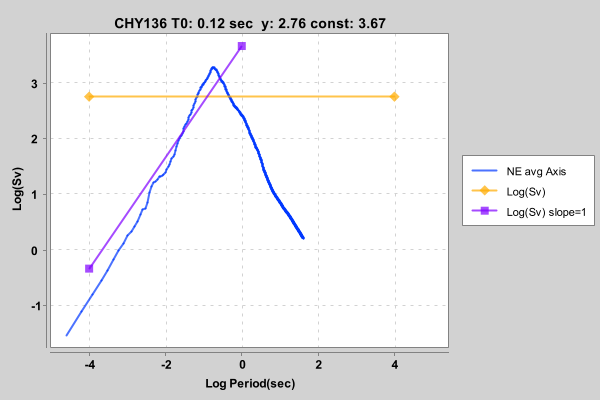 CHY136 T0: 0.12 sec  y: 2.76 const: 3.67
Log(Sv)
3
2
1
0
-1
-4
-2
0
2
4
Log Period(sec)
NE avg Axis
Log(Sv)
Log(Sv) slope=1